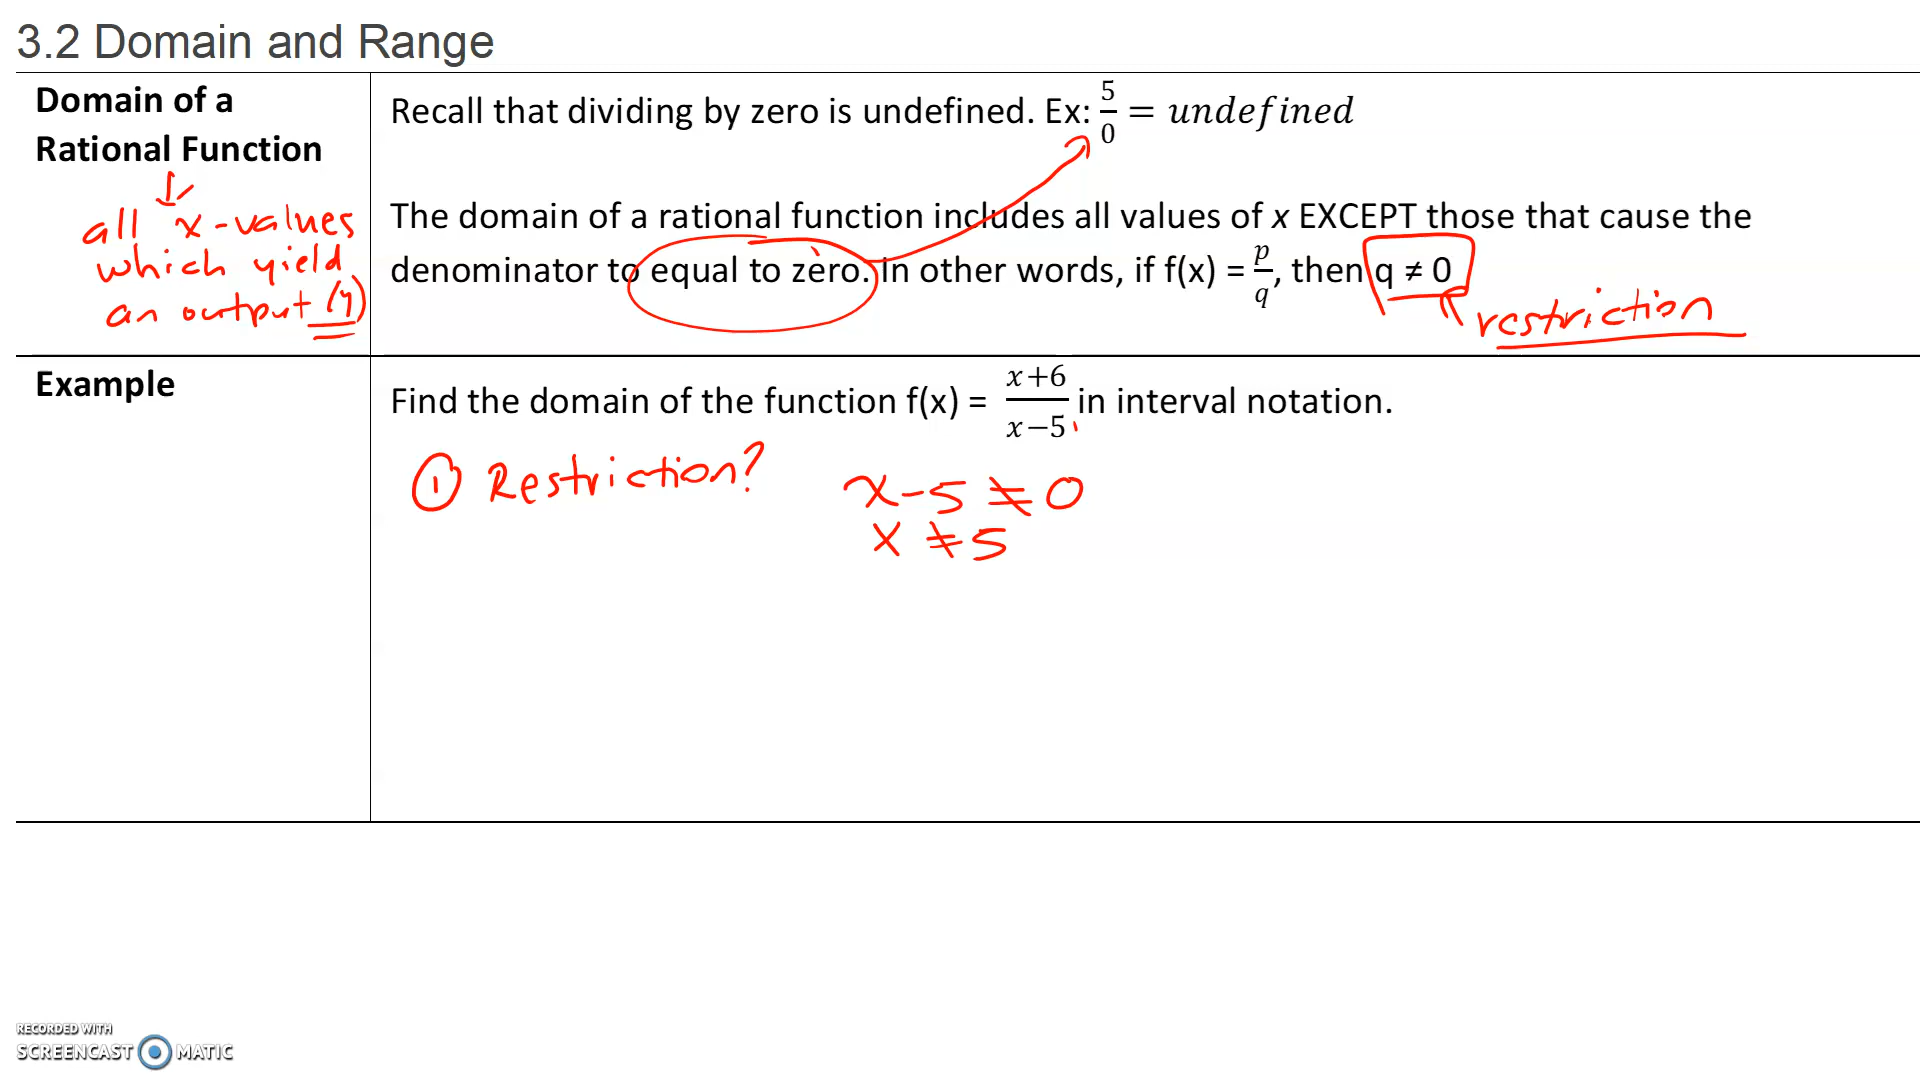 3.2 Domain and Range
Domain of a
Rational Function
all x-values
which yield
an output (y)
Recall that dividing by zero is undefined. Ex: 5/0 = undefined
The domain of a rational function includes all values of x EXCEPT those that cause the
denominator to equal to zero. In other words, if f(x) = p/q, then q ≠ 0
restriction
Example
Find the domain of the function f(x) = x+6/x−5 in interval notation.
① Restriction?
x-5 ≠ 0
x ≠ 5
RECORDED WITH
SCREENCAST MATIC